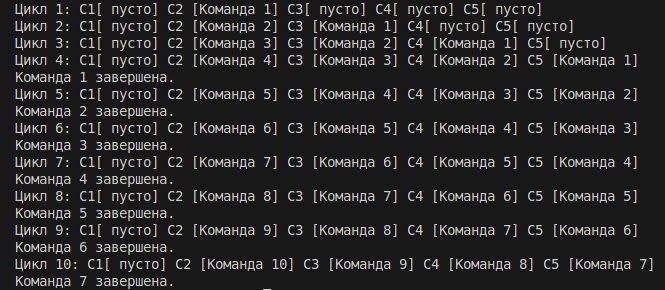 Цикл 1: C1[ пусто] C2 [Команда 1] C3[ пусто] C4[ пусто] C5[ пусто]
Цикл 2: C1[ пусто] C2 [Команда 2] C3 [Команда 1] C4[ пусто] C5[ пусто]
Цикл 3: C1[ пусто] C2 [Команда 3] C3 [Команда 2] C4 [Команда 1] C5[ пусто]
Цикл 4: C1[ пусто] C2 [Команда 4] C3 [Команда 3] C4 [Команда 2] C5 [Команда 1]
Команда 1 завершена.
Цикл 5: C1[ пусто] C2 [Команда 5] C3 [Команда 4] C4 [Команда 3] C5 [Команда 2]
Команда 2 завершена.
Цикл 6: C1[ пусто] C2 [Команда 6] C3 [Команда 5] C4 [Команда 4] C5 [Команда 3]
Команда 3 завершена.
Цикл 7: C1[ пусто] C2 [Команда 7] C3 [Команда 6] C4 [Команда 5] C5 [Команда 4]
Команда 4 завершена.
Цикл 8: C1[ пусто] C2 [Команда 8] C3 [Команда 7] C4 [Команда 6] C5 [Команда 5]
Команда 5 завершена.
Цикл 9: C1[ пусто] C2 [Команда 9] C3 [Команда 8] C4 [Команда 7] C5 [Команда 6]
Команда 6 завершена.
Цикл 10: C1[ пусто] C2 [Команда 10] C3 [Команда 9] C4 [Команда 8] C5 [Команда 7]
Команда 7 завершена.